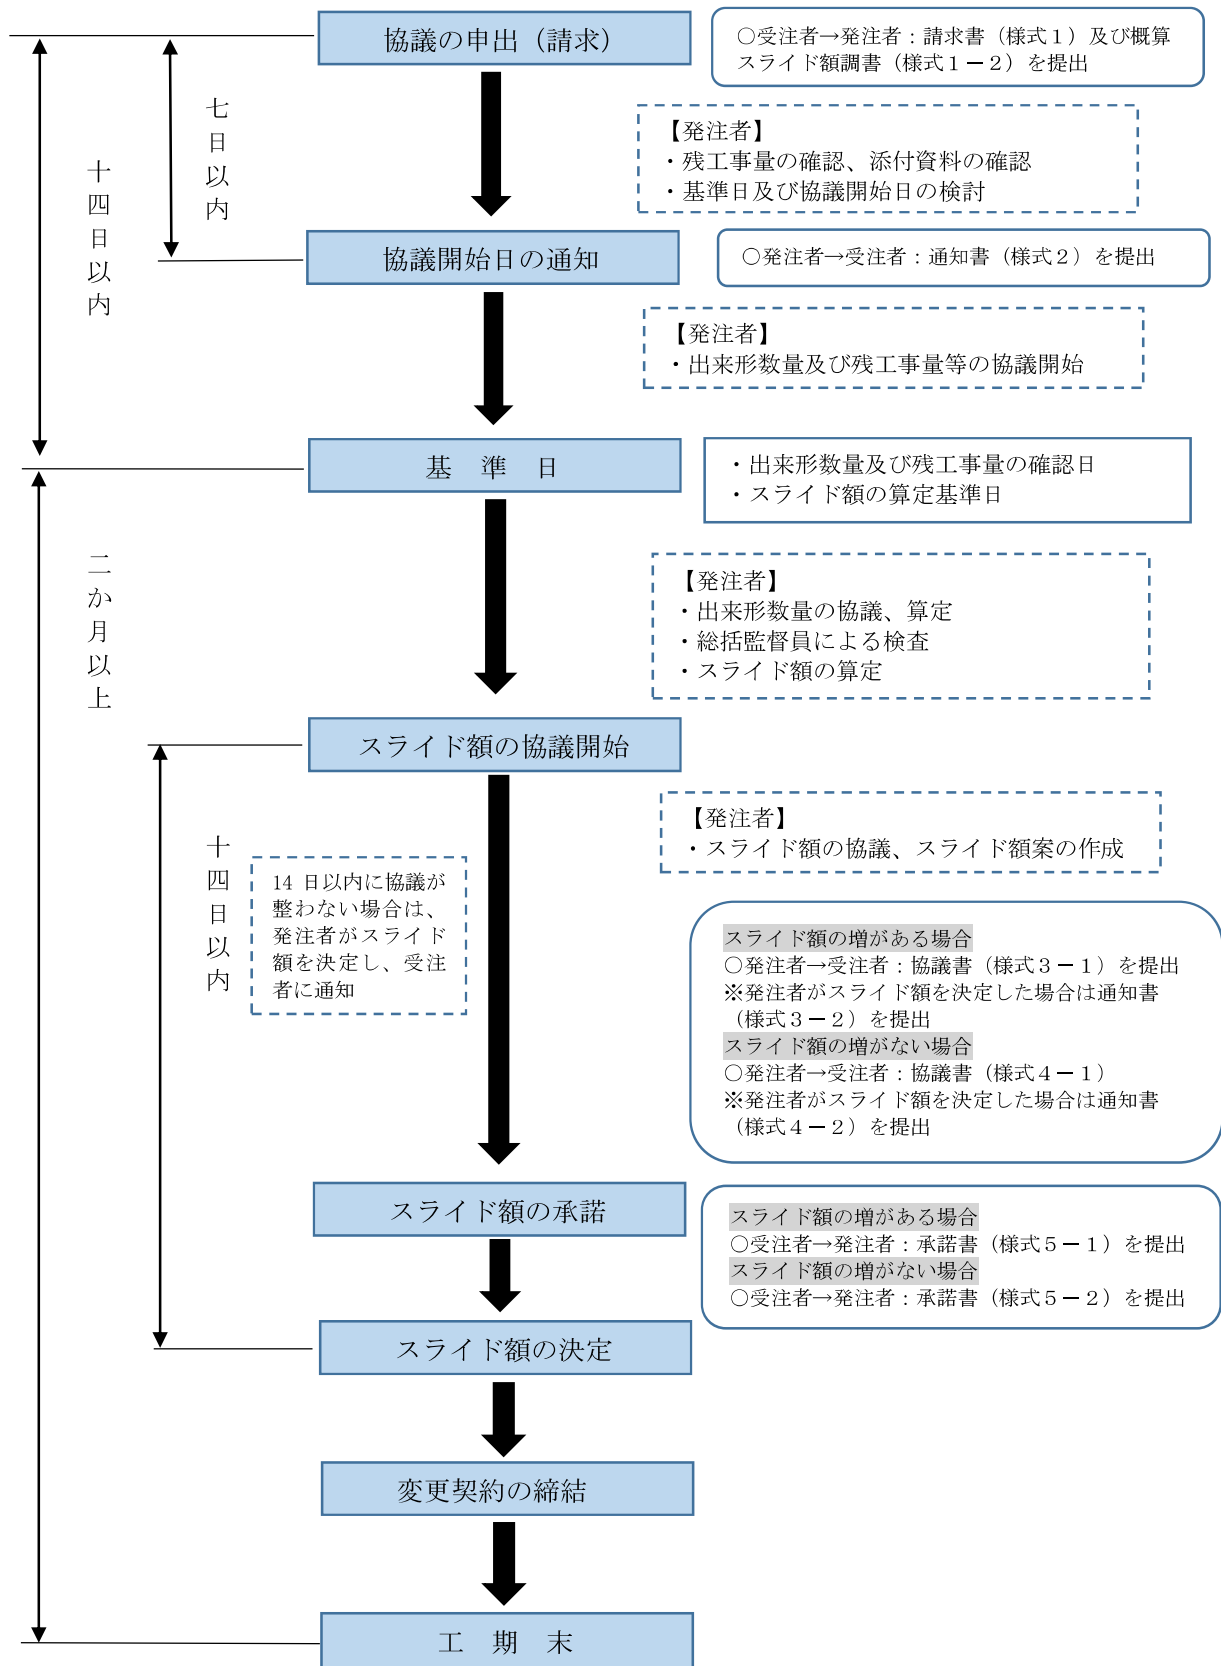 協議の申出（請求）
○受注者→発注者：請求書（様式１）及び概算
スライド額調書（様式１－２）を提出
七日以内
十四日以内
【発注者】
・残工事量の確認、添付資料の確認
・基準日及び協議開始日の検討
協議開始日の通知
○発注者→受注者：通知書（様式２）を提出
【発注者】
・出来形数量及び残工事量等の協議開始
基　準　日
・出来形数量及び残工事量の確認日
・スライド額の算定基準日
二か月以上
【発注者】
・出来形数量の協議、算定
・総括監督員による検査
・スライド額の算定
スライド額の協議開始
【発注者】
・スライド額の協議、スライド額案の作成
十四日以内
14 日以内に協議が
整わない場合は、
発注者がスライド
額を決定し、受注
者に通知
スライド額の増がある場合
○発注者→受注者：協議書（様式３－１）を提出
※発注者がスライド額を決定した場合は通知書
（様式３－２）を提出
スライド額の増がない場合
○発注者→受注者：協議書（様式４－１）
※発注者がスライド額を決定した場合は通知書
（様式４－２）を提出
スライド額の承諾
スライド額の増がある場合
○受注者→発注者：承諾書（様式５－１）を提出
スライド額の増がない場合
○受注者→発注者：承諾書（様式５－２）を提出
スライド額の決定
変更契約の締結
工　期　末